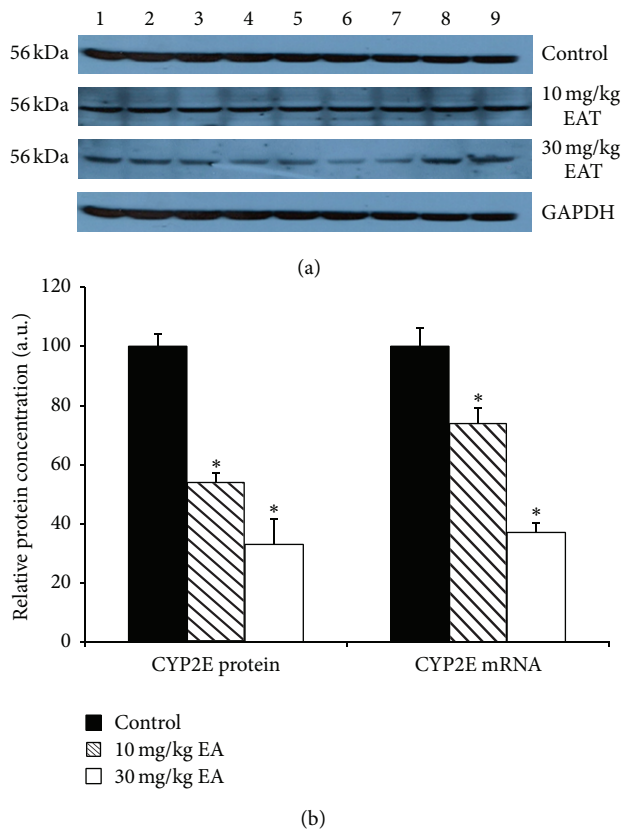 1 2 3 4 5 6 7 8 9
56 kDa Control
56 kDa 10 mg/kg
EAT
56 kDa 30 mg/kg
EAT
GAPDH
(a)
Relative protein concentration (a.u.)
120
100
80
60
40
20
0
* * * *
CYP2E protein CYP2E mRNA
Control
10 mg/kg EA
30 mg/kg EA
(b)